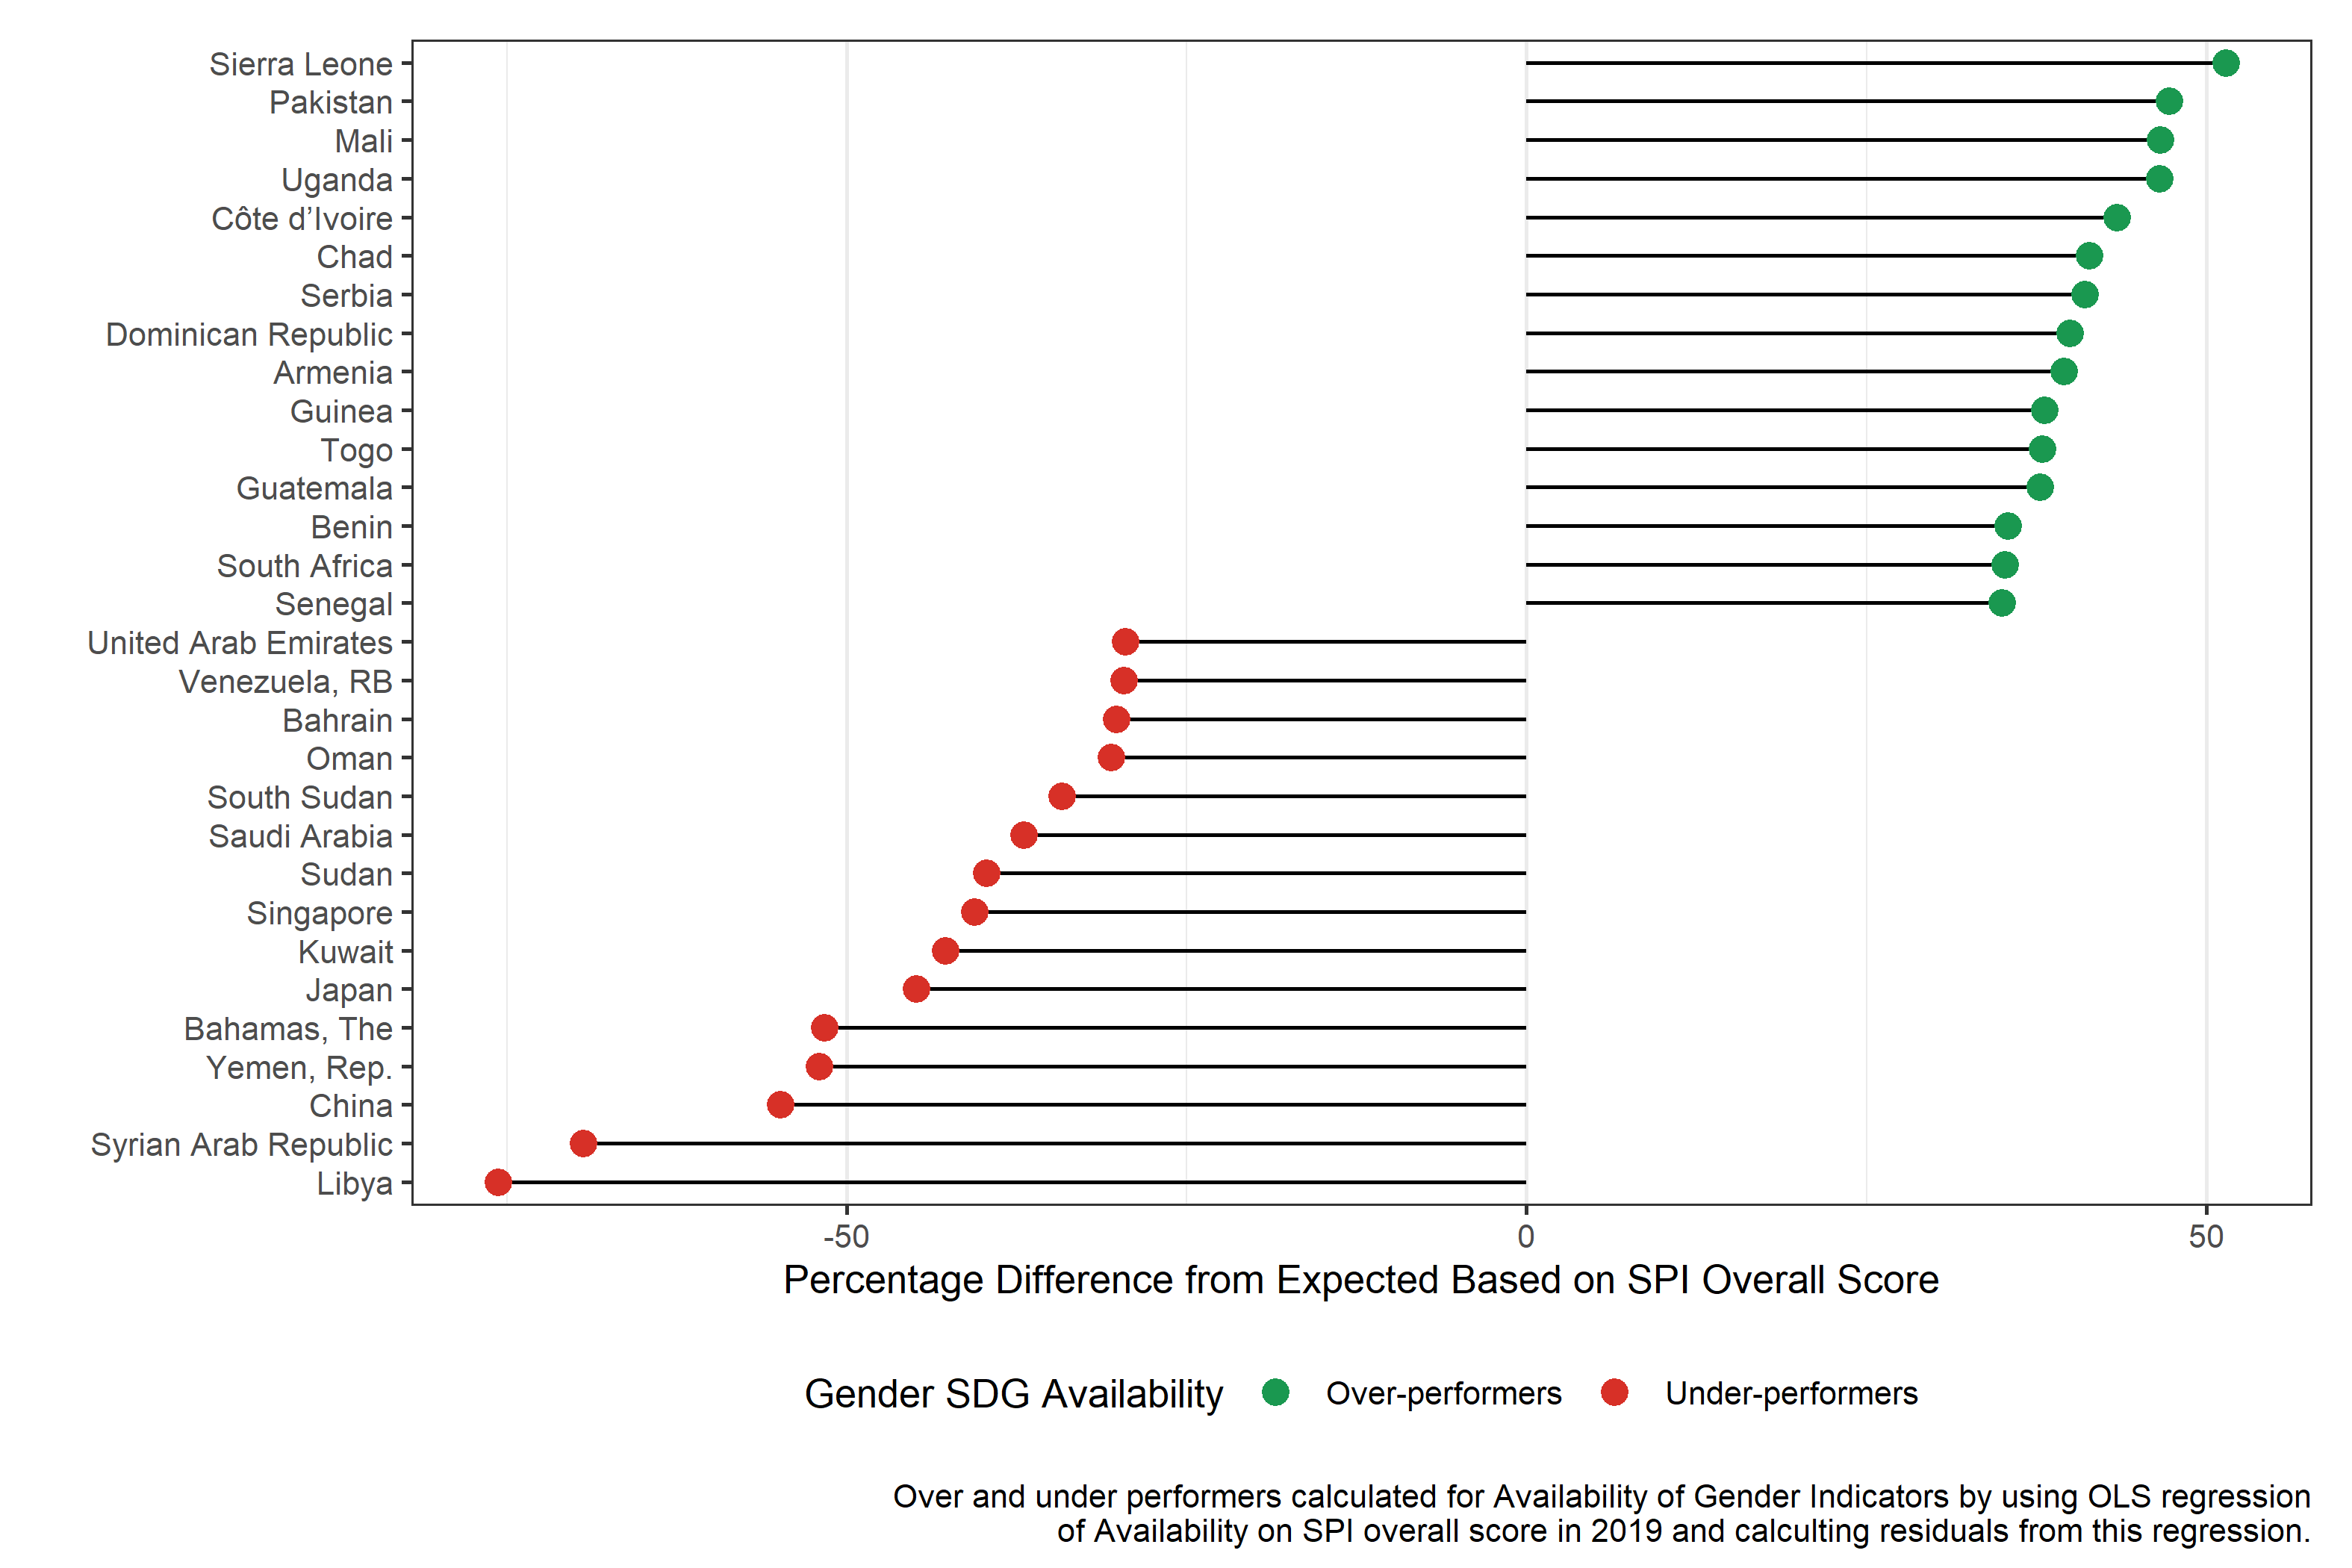 Sierra Leone
Pakistan
Mali
Uganda
Côte d’Ivoire
Chad
Serbia
Dominican Republic
Armenia
Guinea
Togo
Guatemala
Benin
South Africa
Senegal
United Arab Emirates
Venezuela, RB
Bahrain
Oman
South Sudan
Saudi Arabia
Sudan
Singapore
Kuwait
Japan
Bahamas, The
Yemen, Rep.
China
Syrian Arab Republic
Libya
-50 0 50
Percentage Difference from Expected Based on SPI Overall Score
Gender SDG Availability Over-performers Under-performers
Over and under performers calculated for Availability of Gender Indicators by using OLS regression
of Availability on SPI overall score in 2019 and calculting residuals from this regression.